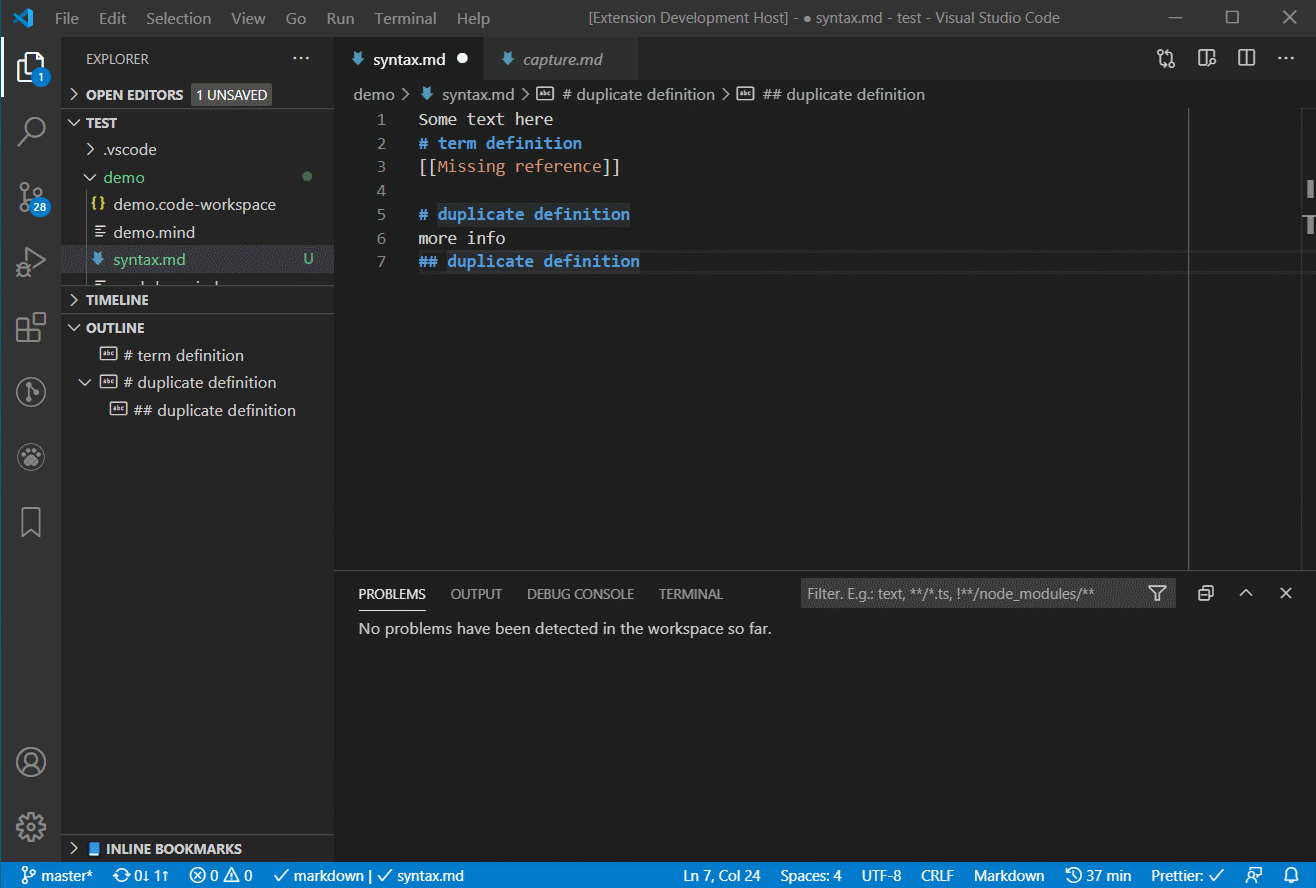 File Edit Selection View Go Run Terminal Help [Extension Development Host] - ● syntax.md - test - Visual Studio Code
EXPLORER ···
syntax.md ● capture.md
OPEN EDITORS 1 UNSAVED
demo > syntax.md > # duplicate definition > ## duplicate definition
TEST
.vscode
demo
{} demo.code-workspace
demo.mind
syntax.md U
TIMELINE
OUTLINE
# term definition
# duplicate definition
## duplicate definition
INLINE BOOKMARKS
1
28
1 Some text here
2 # term definition
3 [[Missing reference]]
4
5 # duplicate definition
6 more info
7 ## duplicate definition
PROBLEMS OUTPUT DEBUG CONSOLE TERMINAL Filter. E.g.: text, **/*.ts, !**/node_modules/**
No problems have been detected in the workspace so far.
master* 0↓ 1↑ 0 0 markdown | syntax.md Ln 7, Col 24 Spaces: 4 UTF-8 CRLF Markdown 37 min Prettier: ✓